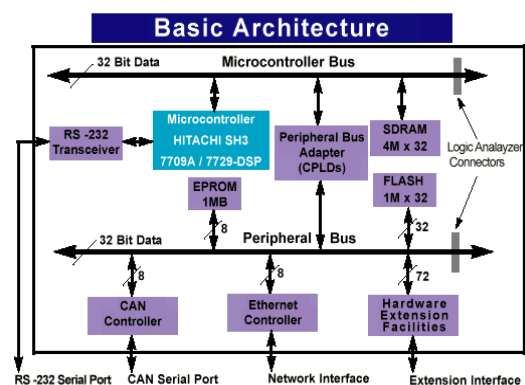 Basic Architecture
32 Bit Data
Microcontroller Bus
RS -232
Transceiver
Microcontroller
HITACHI SH3
7709A / 7729-DSP
Peripheral Bus
Adapter
(CPLDs)
SDRAM
4M x 32
Logic Analayzer
Connectors
EPROM
1MB
FLASH
1M x 32
8
32
32 Bit Data
Peripheral Bus
8
8
72
CAN
Controller
Ethernet
Controller
Hardware
Extension
Facilities
RS -232 Serial Port
CAN Serial Port
Network Interface
Extension Interface